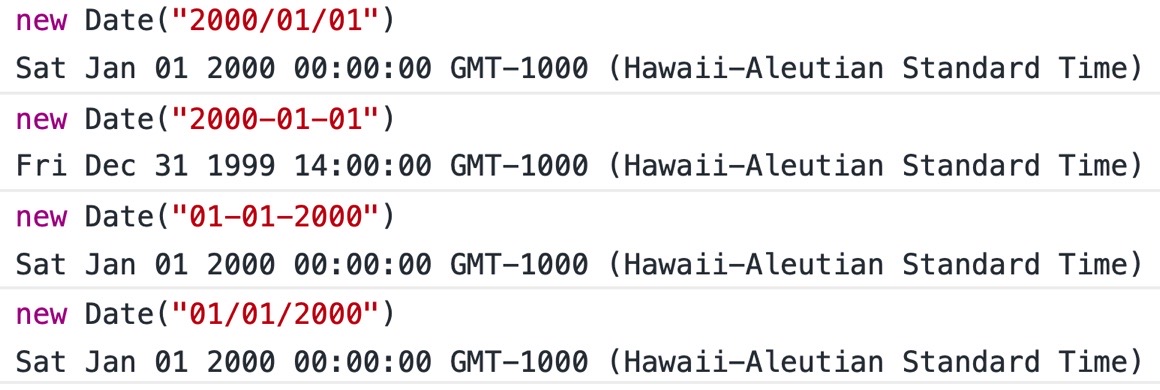 new Date("2000/01/01")
Sat Jan 01 2000 00:00:00 GMT-1000 (Hawaii-Aleutian Standard Time)
new Date("2000-01-01")
Fri Dec 31 1999 14:00:00 GMT-1000 (Hawaii-Aleutian Standard Time)
new Date("01-01-2000")
Sat Jan 01 2000 00:00:00 GMT-1000 (Hawaii-Aleutian Standard Time)
new Date("01/01/2000")
Sat Jan 01 2000 00:00:00 GMT-1000 (Hawaii-Aleutian Standard Time)